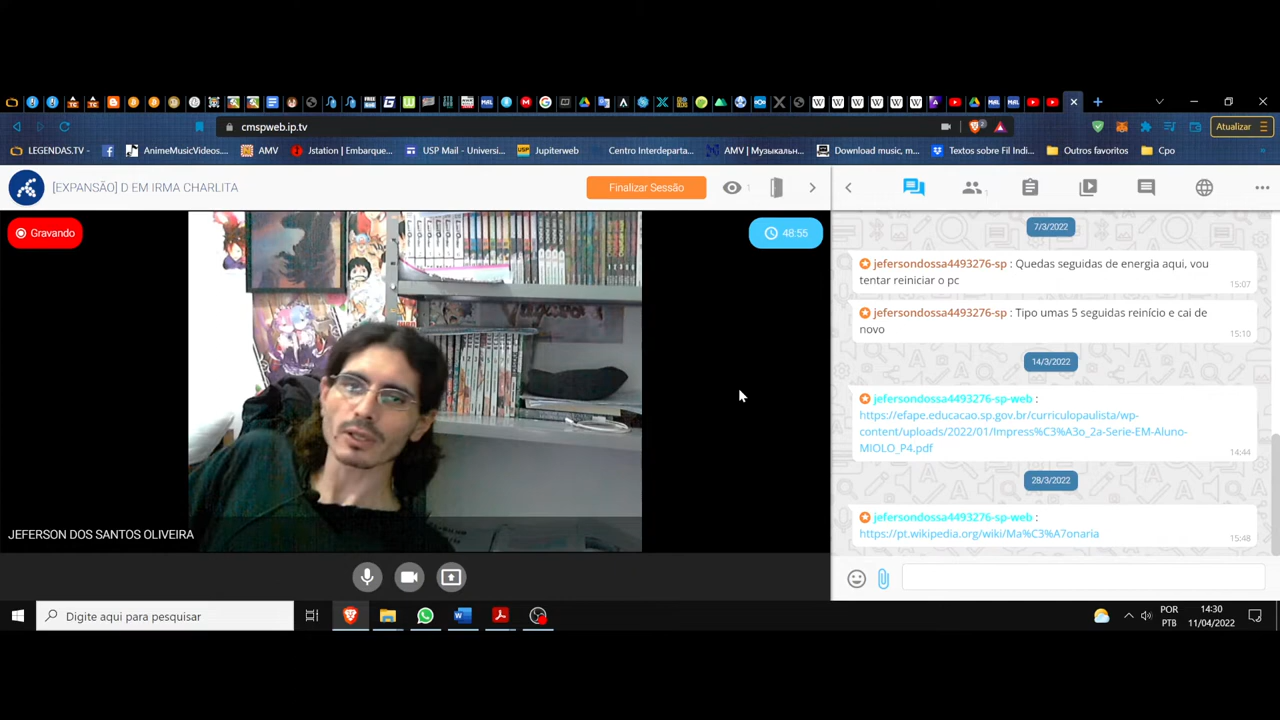 cmspweb.ip.tv
2
Atualizar
LEGENDAS.TV
AnimeMusicVideos...
AMV
Jstation | Embarque...
USP Mail - Universi...
Jupiterweb
Centro Interdeparta...
AMV | Музыкальн...
Download music, m...
Textos sobre Fil Indi...
Outros favoritos
Cpo
[EXPANSÃO] D EM IRMA CHARLITA
Finalizar Sessão
1
1
Gravando
48:55
JEFERSON DOS SANTOS OLIVEIRA
7/3/2022
jefersondossa4493276-sp : Quedas seguidas de energia aqui, vou
tentar reiniciar o pc
15:07
jefersondossa4493276-sp : Tipo umas 5 seguidas reinício e cai de
novo
15:10
14/3/2022
jefersondossa4493276-sp-web :
https://efape.educacao.sp.gov.br/curriculopaulista/wp-
content/uploads/2022/01/Impress%C3%A3o_2a-Serie-EM-Aluno-
MIOLO_P4.pdf
14:44
28/3/2022
jefersondossa4493276-sp-web :
https://pt.wikipedia.org/wiki/Ma%C3%A7onaria
15:48
Digite aqui para pesquisar
POR
PTB
14:30
11/04/2022